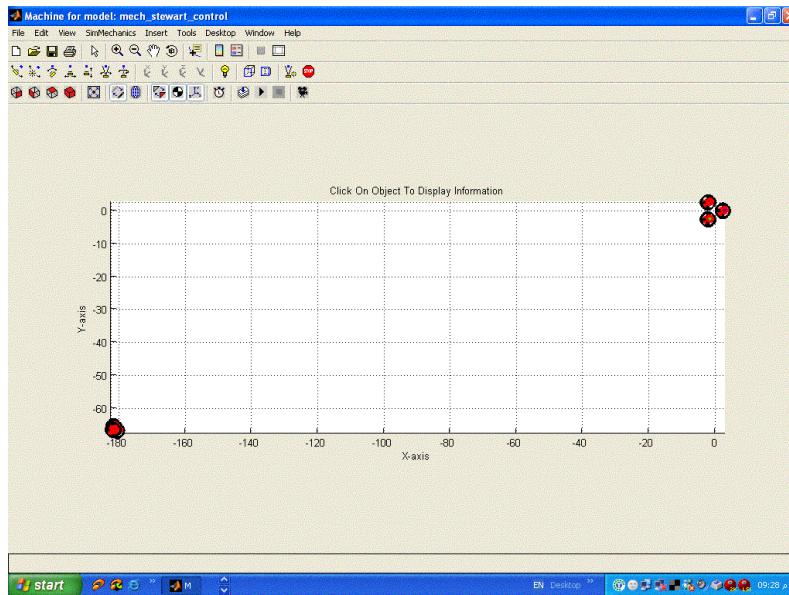 Machine for model: mech_stewart_control
File Edit View SimMechanics Insert Tools Desktop Window Help
STOP
Click On Object To Display Information
0
-10
-20
-30
-40
-50
-60
Y-axis
-180 -160 -140 -120 -100 -80 -60 -40 -20 0
X-axis
start M EN Desktop 09:28 م